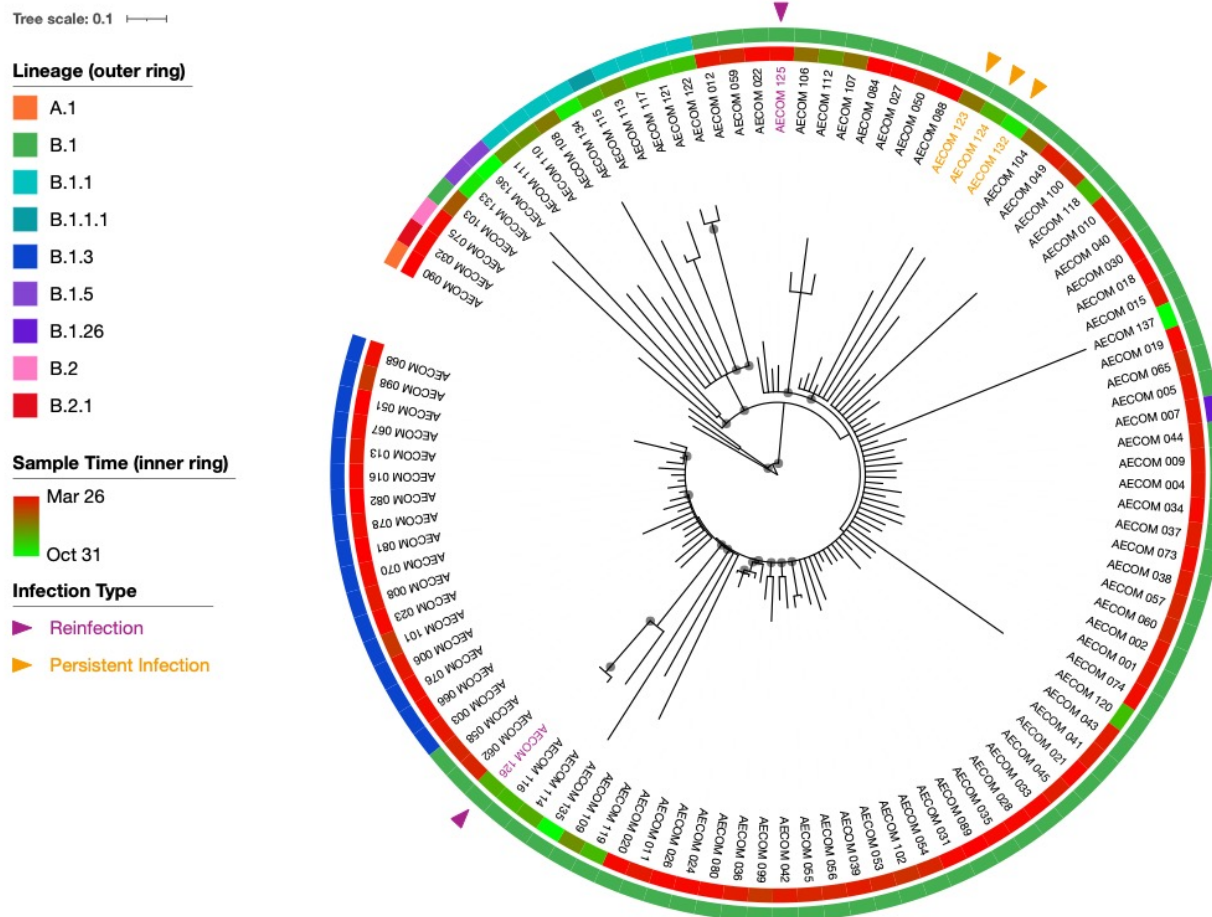 Tree scale: 0.1
Lineage (outer ring)
A.1
B.1
B.1.1
B.1.1.1
B.1.3
B.1.5
B.1.26
B.2
B.2.1
Sample Time (inner ring)
Mar 26
Oct 31
Infection Type
Reinfection
Persistent Infection
AECOM 090
AECOM 032
AECOM 075
AECOM 103
AECOM 133
AECOM 136
AECOM 111
AECOM 110
AECOM 108
AECOM 134
AECOM 115
AECOM 113
AECOM 117
AECOM 121
AECOM 122
AECOM 012
AECOM 059
AECOM 022
AECOM 125
AECOM 106
AECOM 112
AECOM 107
AECOM 084
AECOM 027
AECOM 050
AECOM 088
AECOM 123
AECOM 124
AECOM 132
AECOM 104
AECOM 049
AECOM 100
AECOM 118
AECOM 010
AECOM 040
AECOM 030
AECOM 018
AECOM 015
AECOM 137
AECOM 019
AECOM 065
AECOM 005
AECOM 007
AECOM 044
AECOM 009
AECOM 004
AECOM 034
AECOM 037
AECOM 073
AECOM 038
AECOM 057
AECOM 060
AECOM 002
AECOM 001
AECOM 074
AECOM 120
AECOM 043
AECOM 041
AECOM 021
AECOM 045
AECOM 033
AECOM 028
AECOM 035
AECOM 089
AECOM 031
AECOM 054
AECOM 102
AECOM 053
AECOM 039
AECOM 056
AECOM 055
AECOM 042
AECOM 099
AECOM 036
AECOM 080
AECOM 024
AECOM 026
AECOM 011
AECOM 020
AECOM 119
AECOM 109
AECOM 135
AECOM 114
AECOM 116
AECOM 126
AECOM 062
AECOM 058
AECOM 003
AECOM 066
AECOM 076
AECOM 006
AECOM 101
AECOM 023
AECOM 008
AECOM 070
AECOM 081
AECOM 078
AECOM 082
AECOM 016
AECOM 013
AECOM 067
AECOM 051
AECOM 098
AECOM 068